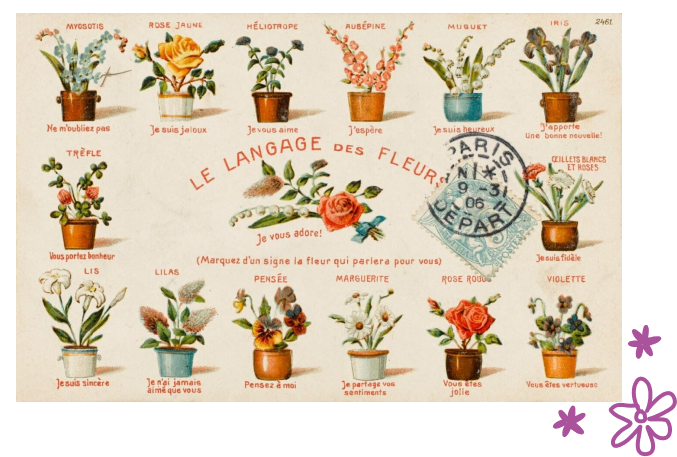 MYOSOTIS
ROSE JAUNE
HÉLIOTROPE
AUBÉPINE
MUGUET
IRIS
2461.
Ne m'oubliez pas
Je suis jaloux
Je vous aime
J'espère
Je suis heureux
J'apporte
Une bonne nouvelle!
LE LANGAGE DES FLEURS
PARIS
9 - 3
06
DEPART
TRÈFLE
ŒILLETS BLANCS
ET ROSES
Vous portez bonheur
Je vous adore!
Je suis fidèle
(Marquez d'un signe la fleur qui parlera pour vous)
LIS
LILAS
PENSÉE
MARGUERITE
ROSE ROUGE
VIOLETTE
Je suis sincère
Je n'ai jamais
aimé que vous
Pensez à moi
Je partage vos
sentiments
Vous êtes
jolie
Vous êtes vertueuse